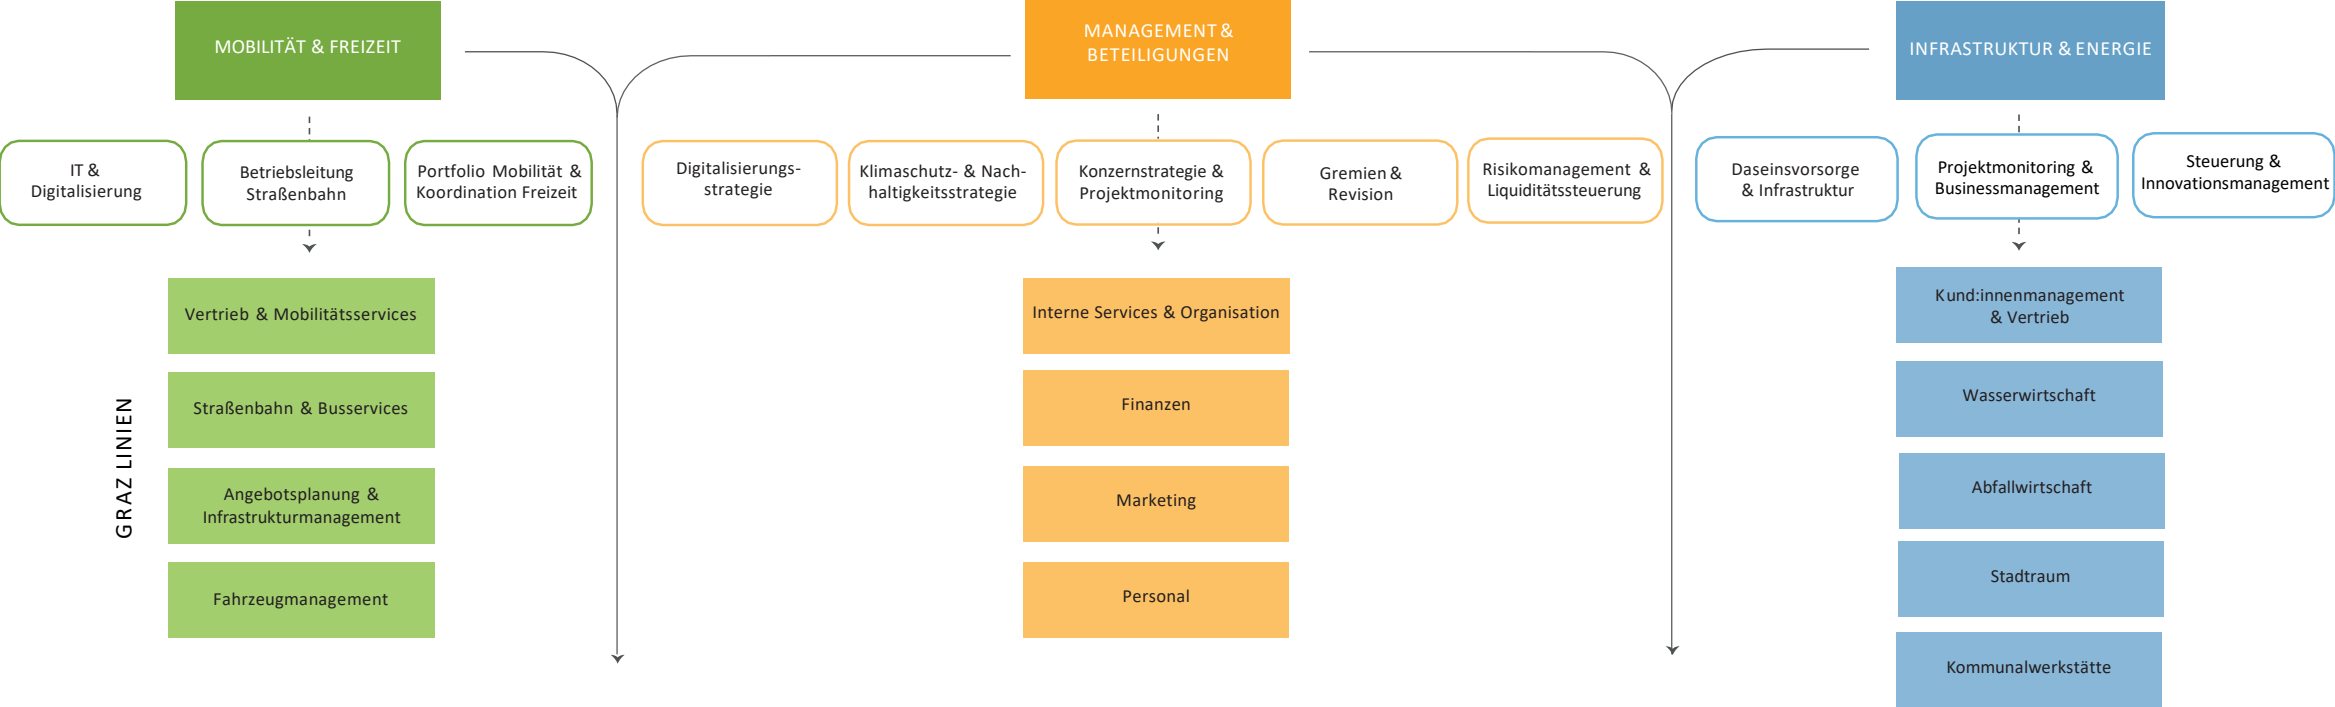 MOBILITÄT & FREIZEIT
MANAGEMENT &
BETEILIGUNGEN
INFRASTRUKTUR & ENERGIE
IT &
Digitalisierung
Betriebsleitung
Straßenbahn
Portfolio Mobilität &
Koordination Freizeit
Digitalisierungs-
strategie
Klimaschutz- & Nach-
haltigkeitsstrategie
Konzernstrategie &
Projektmonitoring
Gremien &
Revision
Risikomanagement &
Liquiditätssteuerung
Daseinsvorsorge
& Infrastruktur
Projektmonitoring &
Businessmanagement
Steuerung &
Innovationsmanagement
GRAZ LINIEN
Vertrieb & Mobilitätsservices
Straßenbahn & Busservices
Angebotsplanung &
Infrastrukturmanagement
Fahrzeugmanagement
Interne Services & Organisation
Finanzen
Marketing
Personal
Kund:innenmanagement
& Vertrieb
Wasserwirtschaft
Abfallwirtschaft
Stadtraum
Kommunalwerkstätte